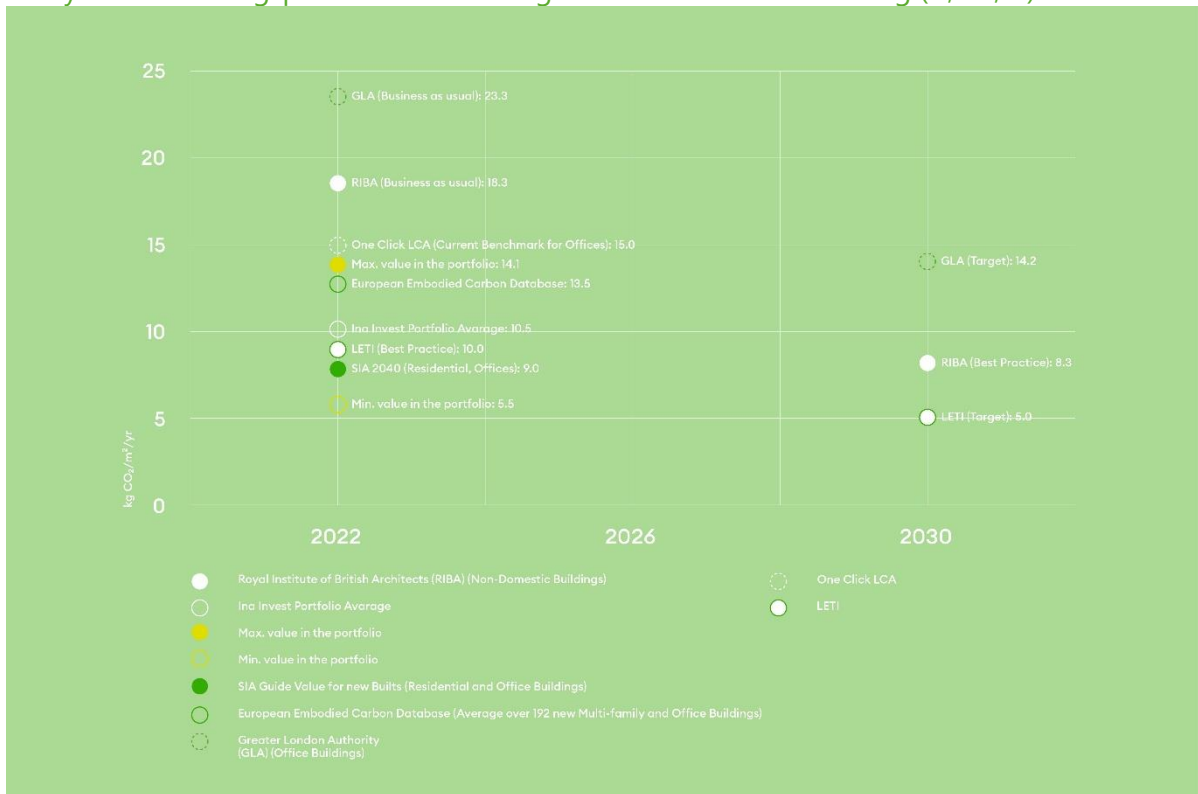 25
GLA (Business as usual): 23.3
20
RIBA (Business as usual): 18.3
15
One Click LCA (Current Benchmark for Offices): 15.0
GLA (Target): 14.2
Max. value in the portfolio: 14.1
European Embodied Carbon Database: 13.5
10
Ina Invest Portfolio Avarage: 10.5
LETI (Best Practice): 10.0
RIBA (Best Practice): 8.3
SIA 2040 (Residential, Offices): 9.0
Min. value in the portfolio: 5.5
5
LETI (Target): 5.0
kg CO₂/m²/yr
0
2022
2026
2030
Royal Institute of British Architects (RIBA) (Non-Domestic Buildings)
One Click LCA
Ina Invest Portfolio Avarage
LETI
Max. value in the portfolio
Min. value in the portfolio
SIA Guide Value for new Builts (Residential and Office Buildings)
European Embodied Carbon Database (Average over 192 new Multi-family and Office Buildings)
Greater London Authority
(GLA) (Office Buildings)